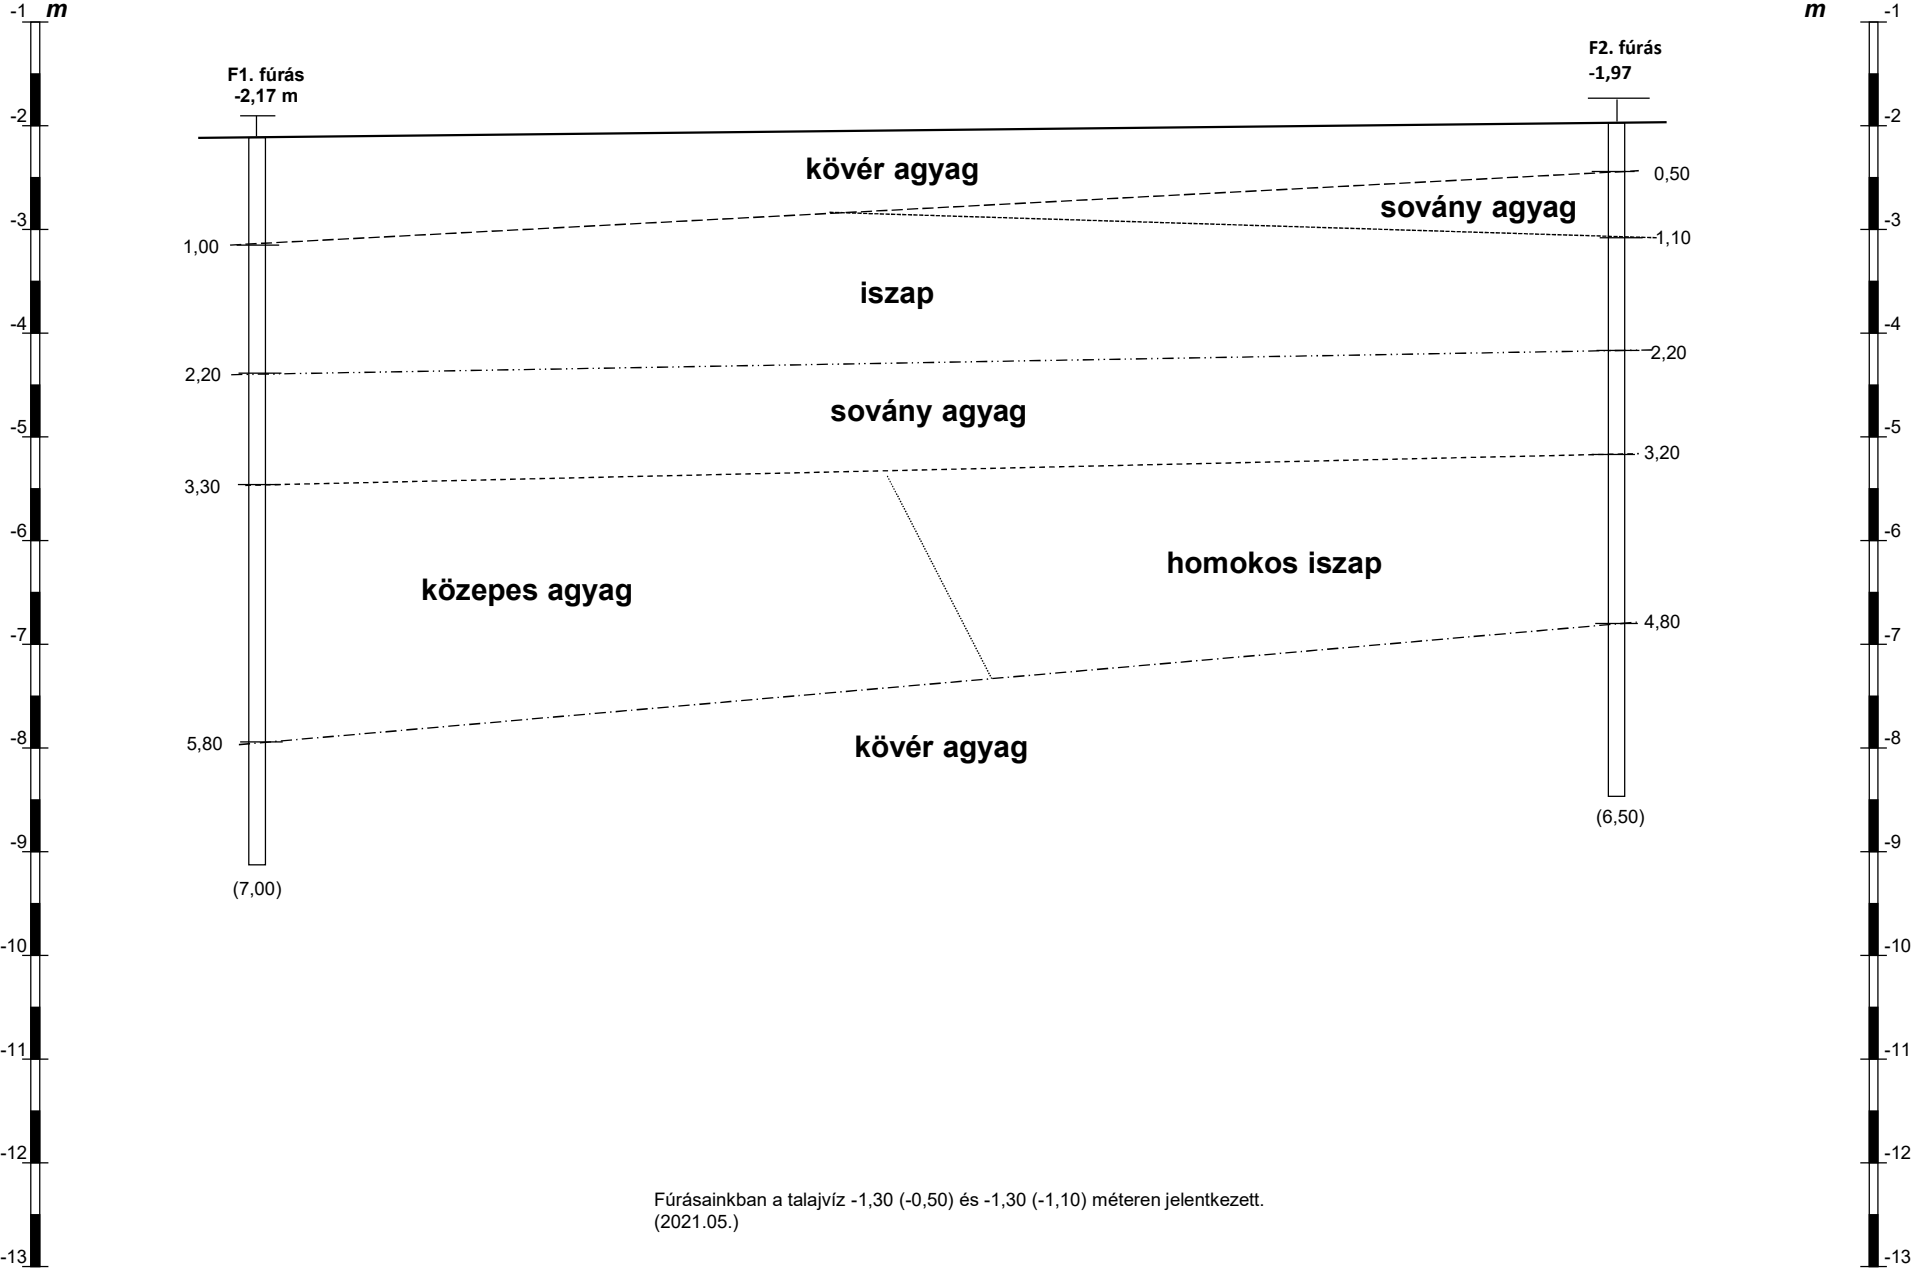 -1 m
m -1
F1. fúrás
-2,17 m
F2. fúrás
-1,97
-2
-2
kövér agyag
0,50
sovány agyag
-3
-3
1,00
1,10
iszap
-4
-4
2,20
2,20
sovány agyag
-5
-5
3,30
3,20
-6
-6
homokos iszap
közepes agyag
-7
-7
4,80
-8
-8
5,80
kövér agyag
(6,50)
-9
-9
(7,00)
-10
-10
-11
-11
-12
-12
Fúrásainkban a talajvíz -1,30 (-0,50) és -1,30 (-1,10) méteren jelentkezett.
(2021.05.)
-13
-13